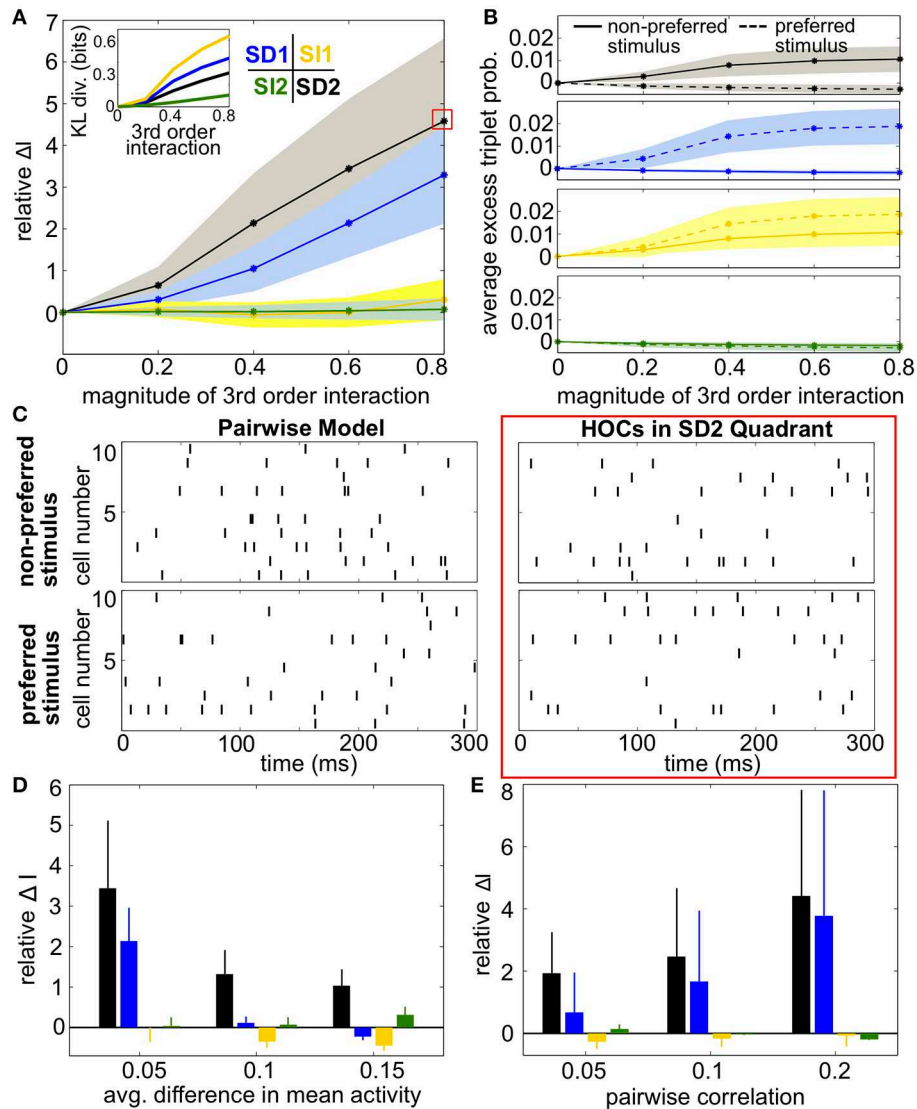 A
relative ΔI
7
6
5
4
3
2
1
0
0 0.2 0.4 0.6 0.8
magnitude of 3rd order interaction
KL div. (bits)
0.6
0.3
0
0 0.2 0.4 0.6 0.8
3rd order
interaction
SD1 SI1
SI2 SD2
B
average excess triplet prob.
non-preferred
stimulus
preferred
stimulus
0.02
0.01
0
0.02
0.01
0
0.02
0.01
0
0.02
0.01
0
0 0.2 0.4 0.6 0.8
magnitude of 3rd order interaction
C
Pairwise Model
HOCs in SD2 Quadrant
non-preferred
stimulus
cell number
10
5
preferred
stimulus
cell number
10
5
0 100 200 300
time (ms)
0 100 200 300
time (ms)
D
relative Δ I
6
5
4
3
2
1
0
0.05 0.1 0.15
avg. difference in mean activity
E
relative ΔI
8
6
4
2
0
0.05 0.1 0.2
pairwise correlation